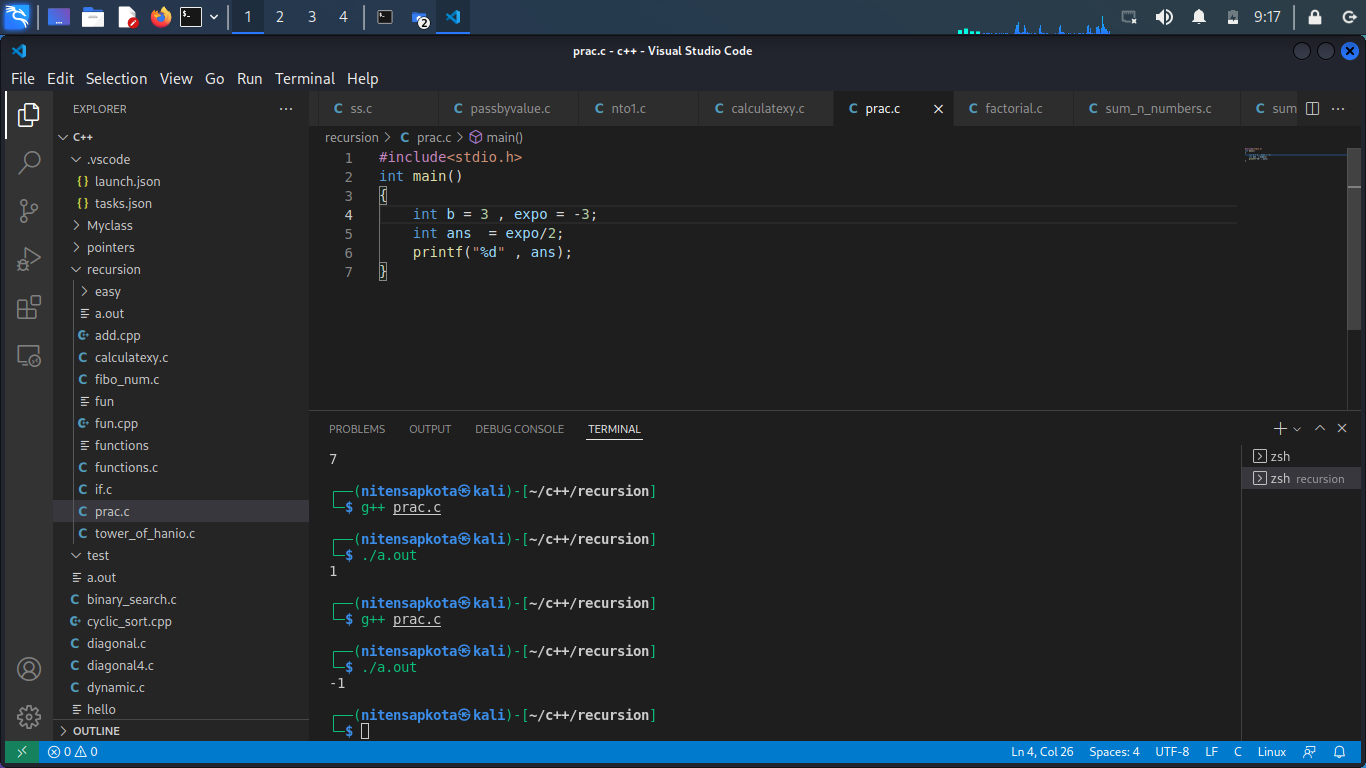 1 2 3 4 2 9:17
prac.c - c++ - Visual Studio Code
File Edit Selection View Go Run Terminal Help
EXPLORER ...
C++
.vscode
launch.json
tasks.json
Myclass
pointers
recursion
easy
a.out
add.cpp
calculatexy.c
fibo_num.c
fun
fun.cpp
functions
functions.c
if.c
prac.c
tower_of_hanio.c
test
a.out
binary_search.c
cyclic_sort.cpp
diagonal.c
diagonal4.c
dynamic.c
hello
OUTLINE
C ss.c C passbyvalue.c C nto1.c C calculatexy.c C prac.c C factorial.c C sum_n_numbers.c C sum ...
recursion > C prac.c > main()
1 #include<stdio.h>
2 int main()
3 {
4     int b = 3 , expo = -3;
5     int ans  = expo/2;
6     printf("%d" , ans);
7 }
PROBLEMS OUTPUT DEBUG CONSOLE TERMINAL
7
(nitensapkota㉿kali)-[~/c++/recursion]
$ g++ prac.c
(nitensapkota㉿kali)-[~/c++/recursion]
$ ./a.out
1
(nitensapkota㉿kali)-[~/c++/recursion]
$ g++ prac.c
(nitensapkota㉿kali)-[~/c++/recursion]
$ ./a.out
-1
(nitensapkota㉿kali)-[~/c++/recursion]
$
zsh
zsh recursion
0 0 Ln 4, Col 26 Spaces: 4 UTF-8 LF C Linux